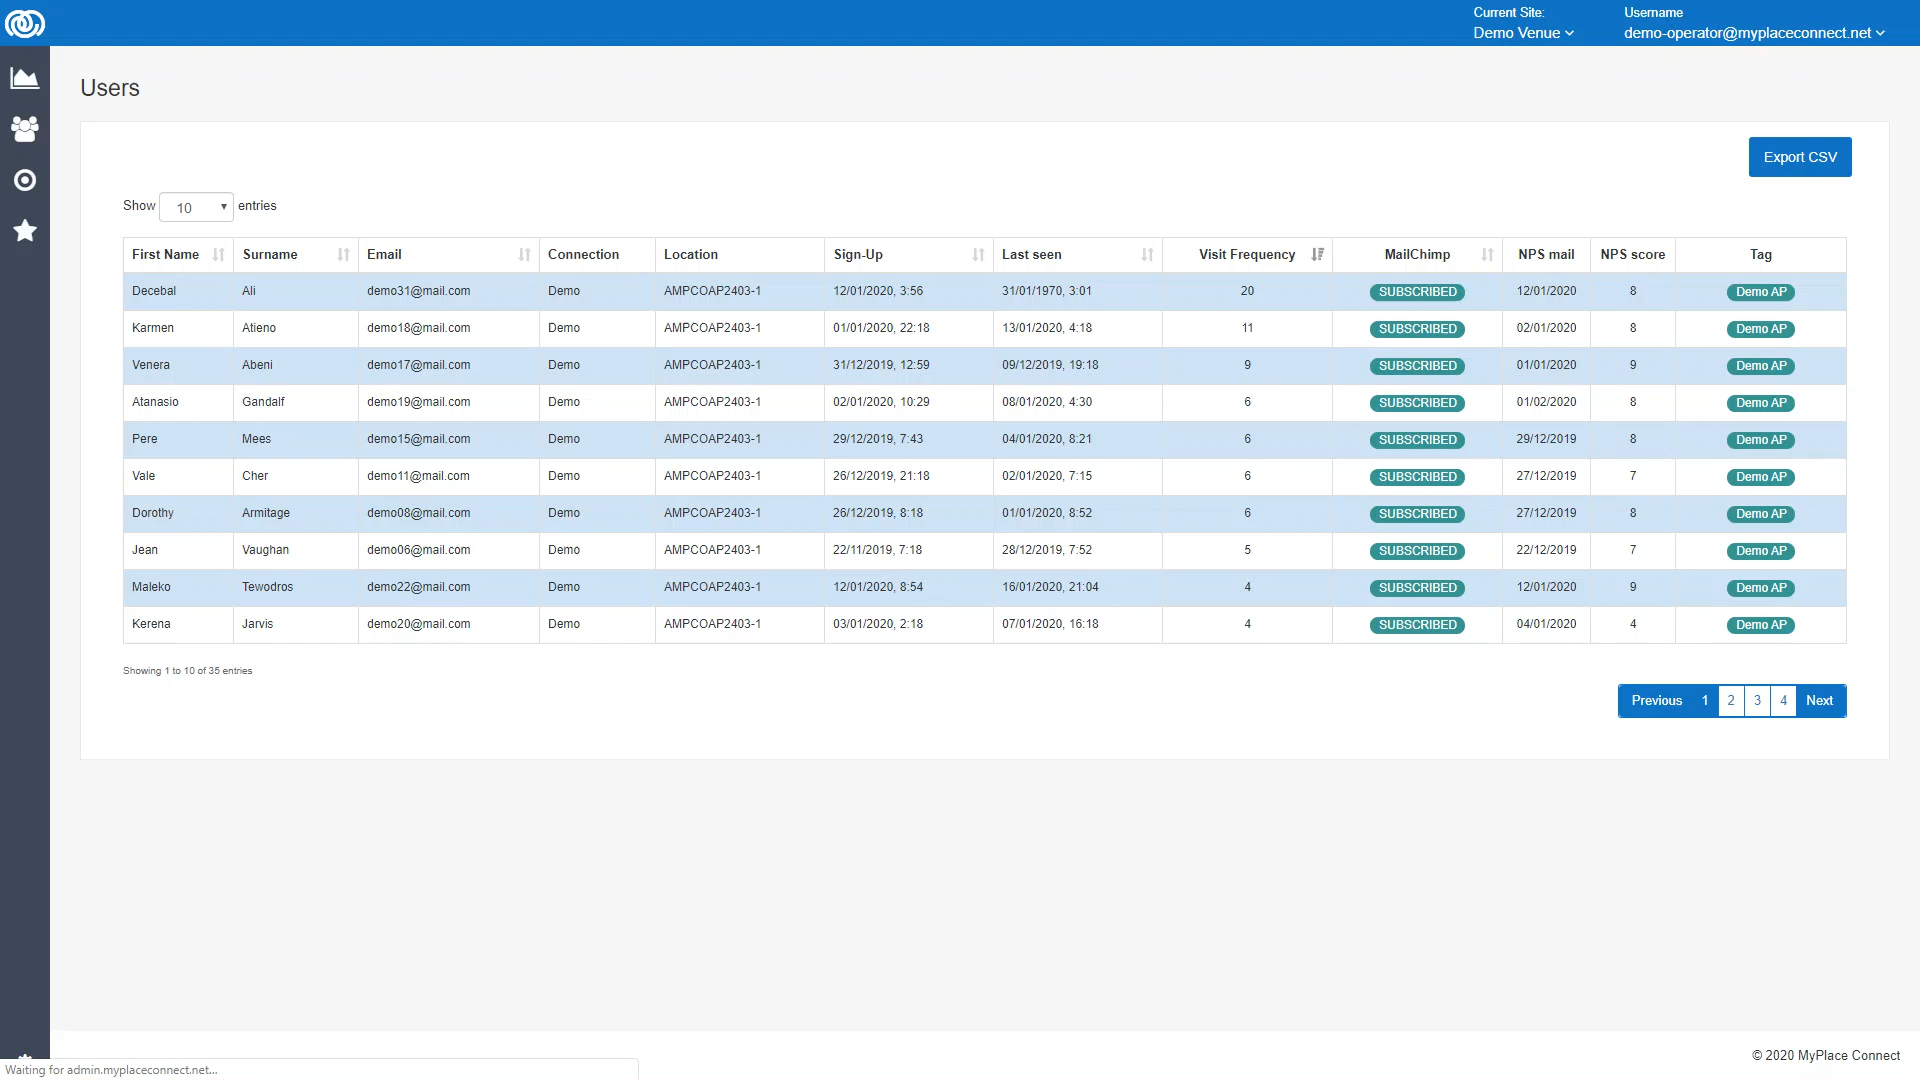 Current Site:
Demo Venue
Username
demo-operator@myplaceconnect.net
Users
Export CSV
Show 10 entries
First Name Surname Email Connection Location Sign-Up Last seen Visit Frequency MailChimp NPS mail NPS score Tag
Decebal Ali demo31@mail.com Demo AMPCOAP2403-1 12/01/2020, 3:56 31/01/1970, 3:01 20 SUBSCRIBED 12/01/2020 8 Demo AP
Karmen Atieno demo18@mail.com Demo AMPCOAP2403-1 01/01/2020, 22:18 13/01/2020, 4:18 11 SUBSCRIBED 02/01/2020 8 Demo AP
Venera Abeni demo17@mail.com Demo AMPCOAP2403-1 31/12/2019, 12:59 09/12/2019, 19:18 9 SUBSCRIBED 01/01/2020 9 Demo AP
Atanasio Gandalf demo19@mail.com Demo AMPCOAP2403-1 02/01/2020, 10:29 08/01/2020, 4:30 6 SUBSCRIBED 01/02/2020 8 Demo AP
Pere Mees demo15@mail.com Demo AMPCOAP2403-1 29/12/2019, 7:43 04/01/2020, 8:21 6 SUBSCRIBED 29/12/2019 8 Demo AP
Vale Cher demo11@mail.com Demo AMPCOAP2403-1 26/12/2019, 21:18 02/01/2020, 7:15 6 SUBSCRIBED 27/12/2019 7 Demo AP
Dorothy Armitage demo08@mail.com Demo AMPCOAP2403-1 26/12/2019, 8:18 01/01/2020, 8:52 6 SUBSCRIBED 27/12/2019 8 Demo AP
Jean Vaughan demo06@mail.com Demo AMPCOAP2403-1 22/11/2019, 7:18 28/12/2019, 7:52 5 SUBSCRIBED 22/12/2019 7 Demo AP
Maleko Tewodros demo22@mail.com Demo AMPCOAP2403-1 12/01/2020, 8:54 16/01/2020, 21:04 4 SUBSCRIBED 12/01/2020 9 Demo AP
Kerena Jarvis demo20@mail.com Demo AMPCOAP2403-1 03/01/2020, 2:18 07/01/2020, 16:18 4 SUBSCRIBED 04/01/2020 4 Demo AP
Showing 1 to 10 of 35 entries
Previous 1 2 3 4 Next
© 2020 MyPlace Connect
Waiting for admin.myplaceconnect.net...